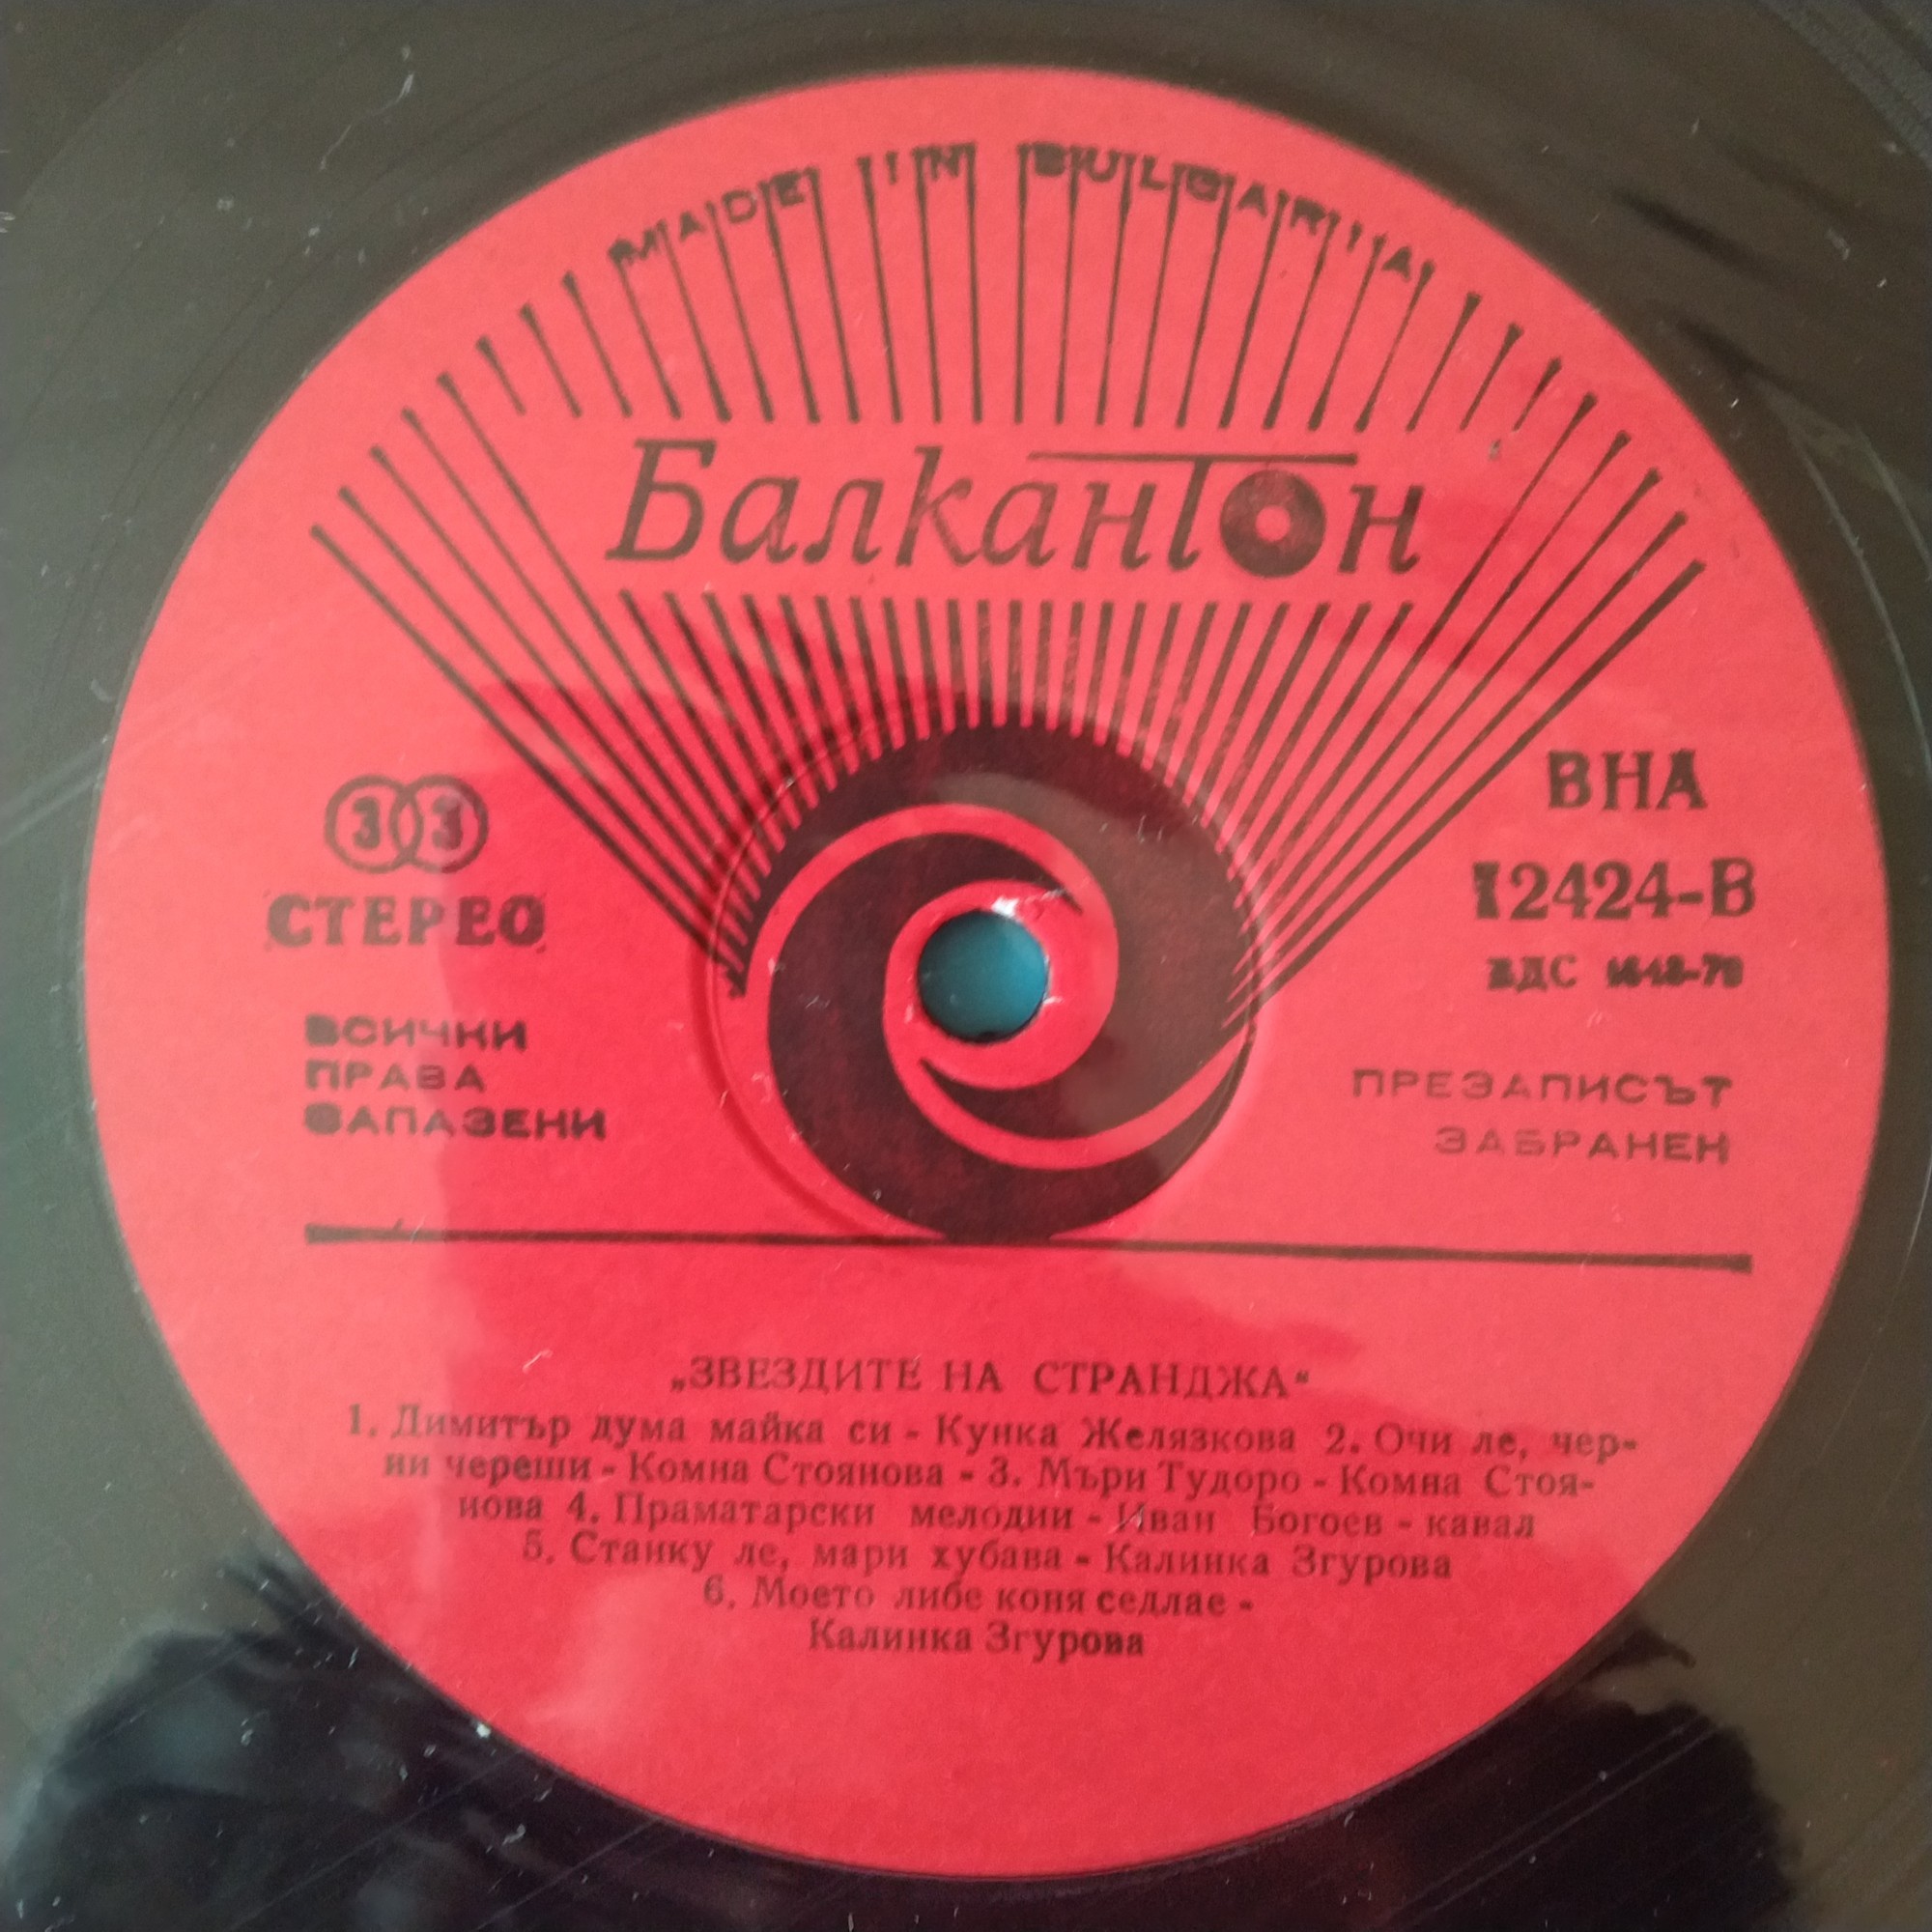 MADE IN BULGARIA
Балкантон
33
СТЕРЕО
ВСИЧКИ
ПРАВА
ЗАПАЗЕНИ
ВНА
12424-В
ПРЕЗАПИСЪТ
ЗАБРАНЕН
„ЗВЕЗДИТЕ НА СТРАНДЖА“
1. Димитър дума майка си - Кунка Желязкова 2. Очи ле, чер-
ни череши - Комна Стоянова - 3. Мъри Тудоро - Комна Стоя-
нова 4. Праматарски мелодии - Иван Богоев - кавал
5. Станку ле, мари хубава - Калинка Згурова
6. Моето либе коня седлае -
Калинка Згурова